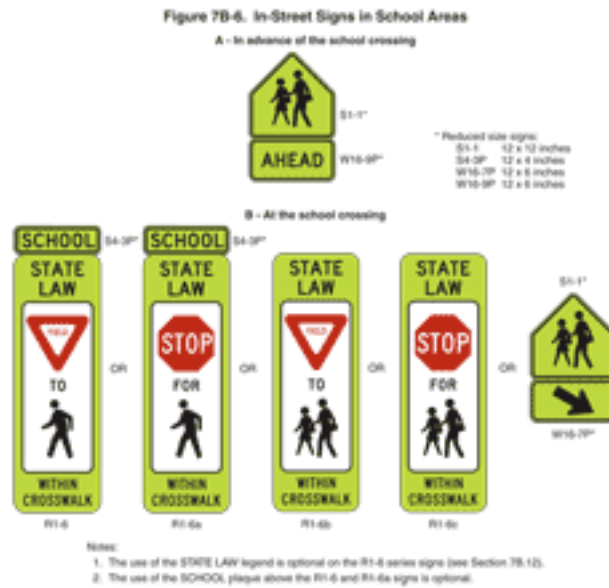 Figure 7B-6. In-Street Signs in School Areas
A - In advance of the school crossing
S1-1*
AHEAD
W16-9P*
* Reduced size signs:
S1-1 12 x 12 inches
S4-3P 12 x 4 inches
W16-7P 12 x 6 inches
W16-9P 12 x 6 inches
B - At the school crossing
SCHOOL S4-3P*
STATE
LAW
YIELD
TO
WITHIN
CROSSWALK
R1-6
OR
SCHOOL S4-3P*
STATE
LAW
STOP
FOR
WITHIN
CROSSWALK
R1-6a
OR
STATE
LAW
YIELD
TO
WITHIN
CROSSWALK
R1-6b
OR
STATE
LAW
STOP
FOR
WITHIN
CROSSWALK
R1-6c
OR
S1-1*
W16-7P*
Notes:
1. The use of the STATE LAW legend is optional on the R1-6 series signs (see Section 7B.12).
2. The use of the SCHOOL plaque above the R1-6 and R1-6a signs is optional.